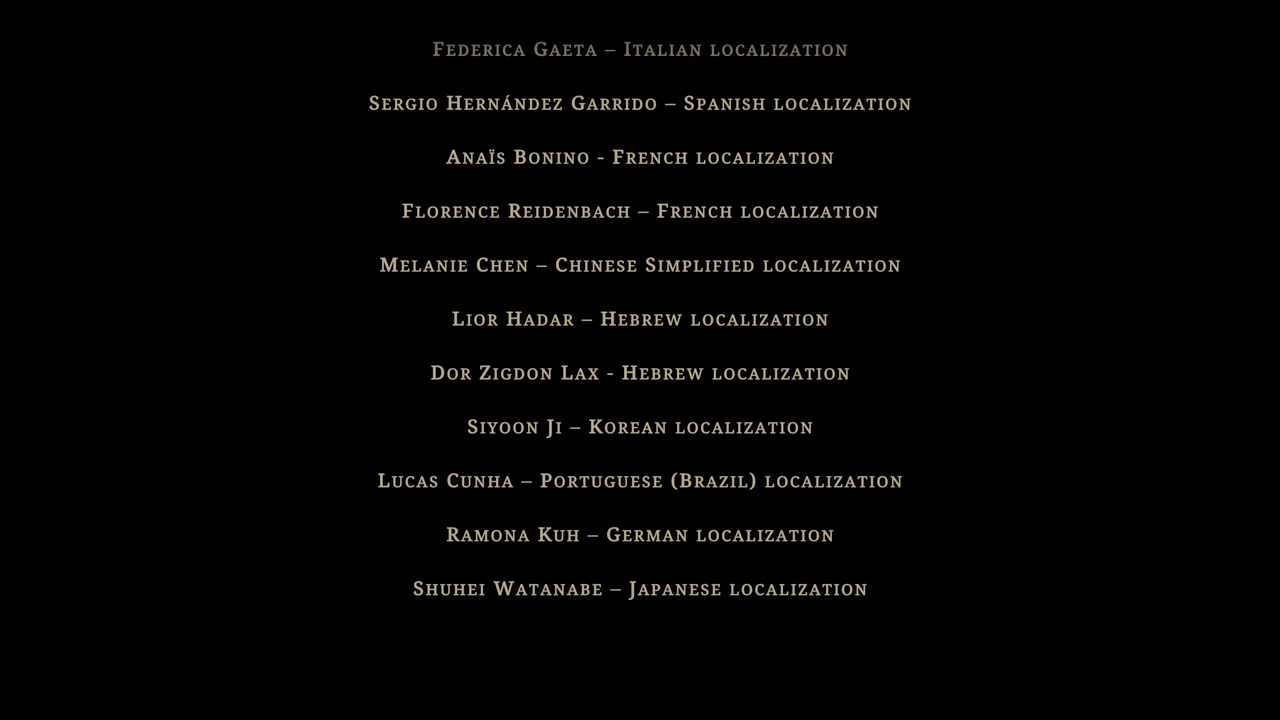 Federica Gaeta – Italian localization
Sergio Hernández Garrido – Spanish localization
Anaïs Bonino - French localization
Florence Reidenbach – French localization
Melanie Chen – Chinese Simplified localization
Lior Hadar – Hebrew localization
Dor Zigdon Lax - Hebrew localization
Siyoon Ji – Korean localization
Lucas Cunha – Portuguese (Brazil) localization
Ramona Kuh – German localization
Shuhei Watanabe – Japanese localization